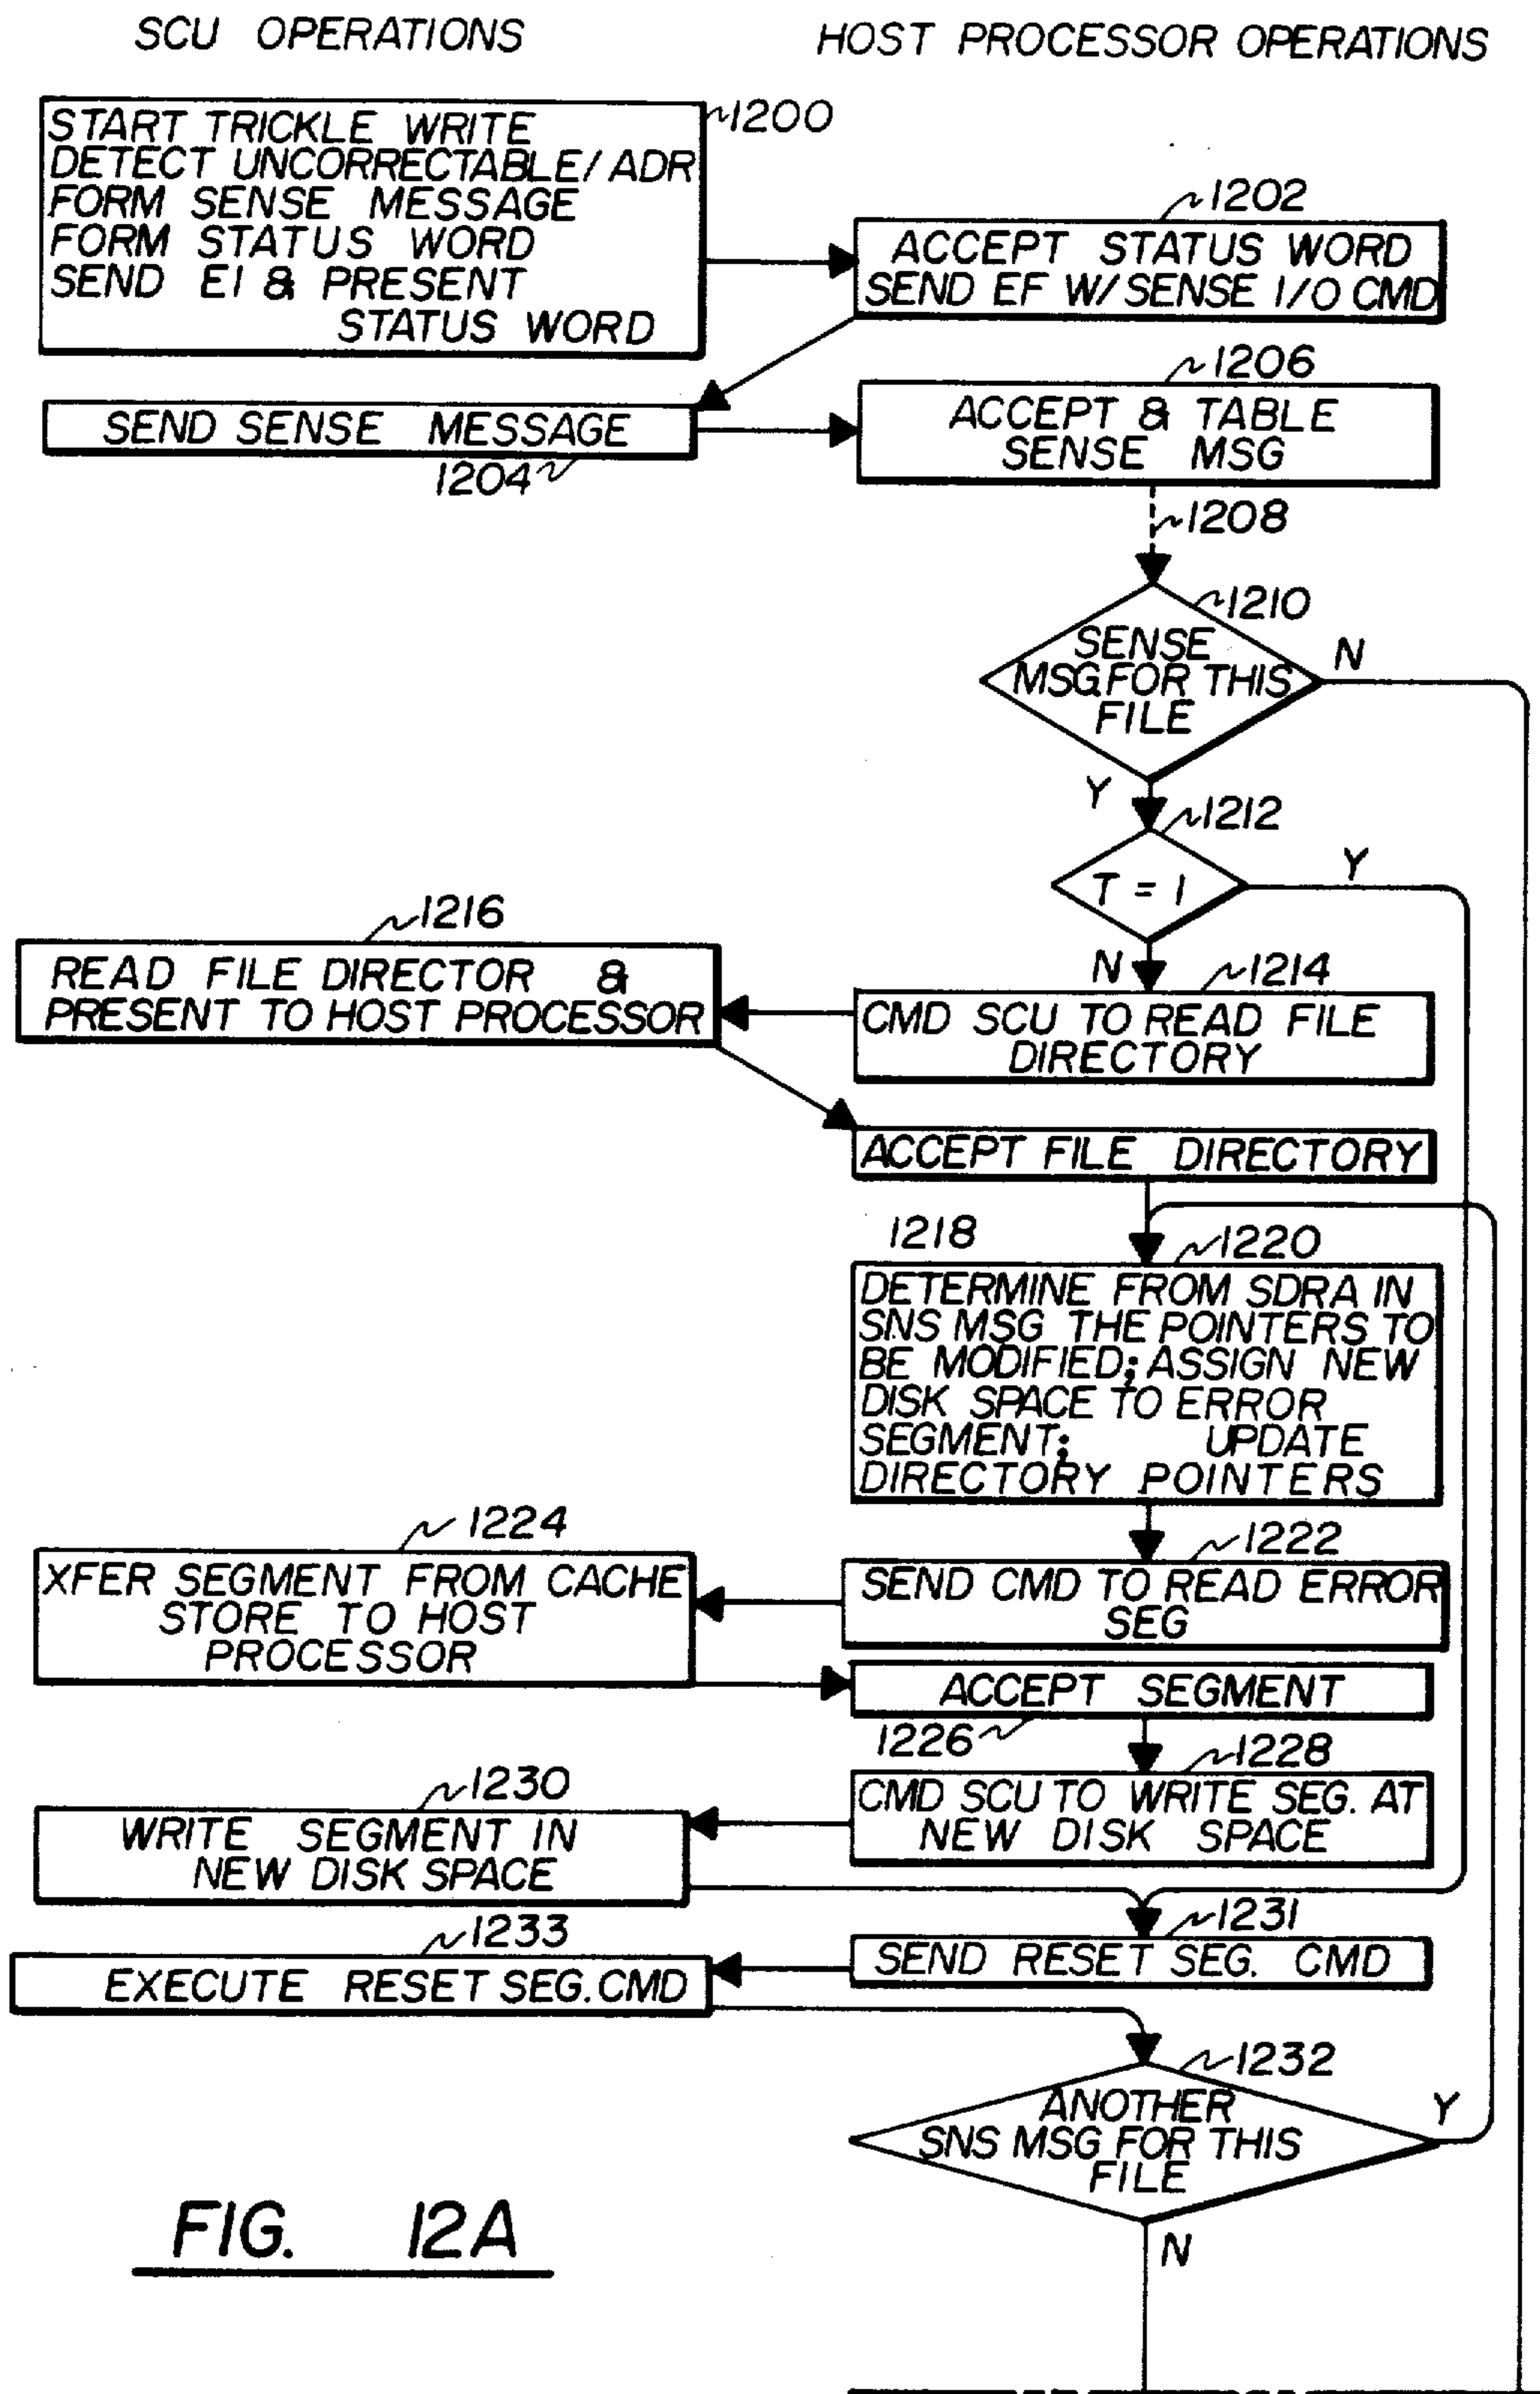 SCU OPERATIONS
HOST PROCESSOR OPERATIONS
START TRICKLE WRITE
DETECT UNCORRECTABLE/ADR
FORM SENSE MESSAGE
FORM STATUS WORD
SEND EI & PRESENT
STATUS WORD
1200
1202
ACCEPT STATUS WORD
SEND EF W/SENSE I/O CMD
SEND SENSE MESSAGE
1204
1206
ACCEPT & TABLE
SENSE MSG
1208
1210
SENSE
MSG FOR THIS
FILE
N
Y
1212
T = 1
Y
N
1214
CMD SCU TO READ FILE
DIRECTORY
1216
READ FILE DIRECTOR &
PRESENT TO HOST PROCESSOR
ACCEPT FILE DIRECTORY
1218
1220
DETERMINE FROM SDRA IN
SNS MSG THE POINTERS TO
BE MODIFIED; ASSIGN NEW
DISK SPACE TO ERROR
SEGMENT; UPDATE
DIRECTORY POINTERS
1222
SEND CMD TO READ ERROR
SEG
1224
XFER SEGMENT FROM CACHE
STORE TO HOST
PROCESSOR
ACCEPT SEGMENT
1226
1228
CMD SCU TO WRITE SEG. AT
NEW DISK SPACE
1230
WRITE SEGMENT IN
NEW DISK SPACE
1231
SEND RESET SEG. CMD
1233
EXECUTE RESET SEG. CMD
1232
ANOTHER
SNS MSG FOR THIS
FILE
Y
N
FIG. 12A